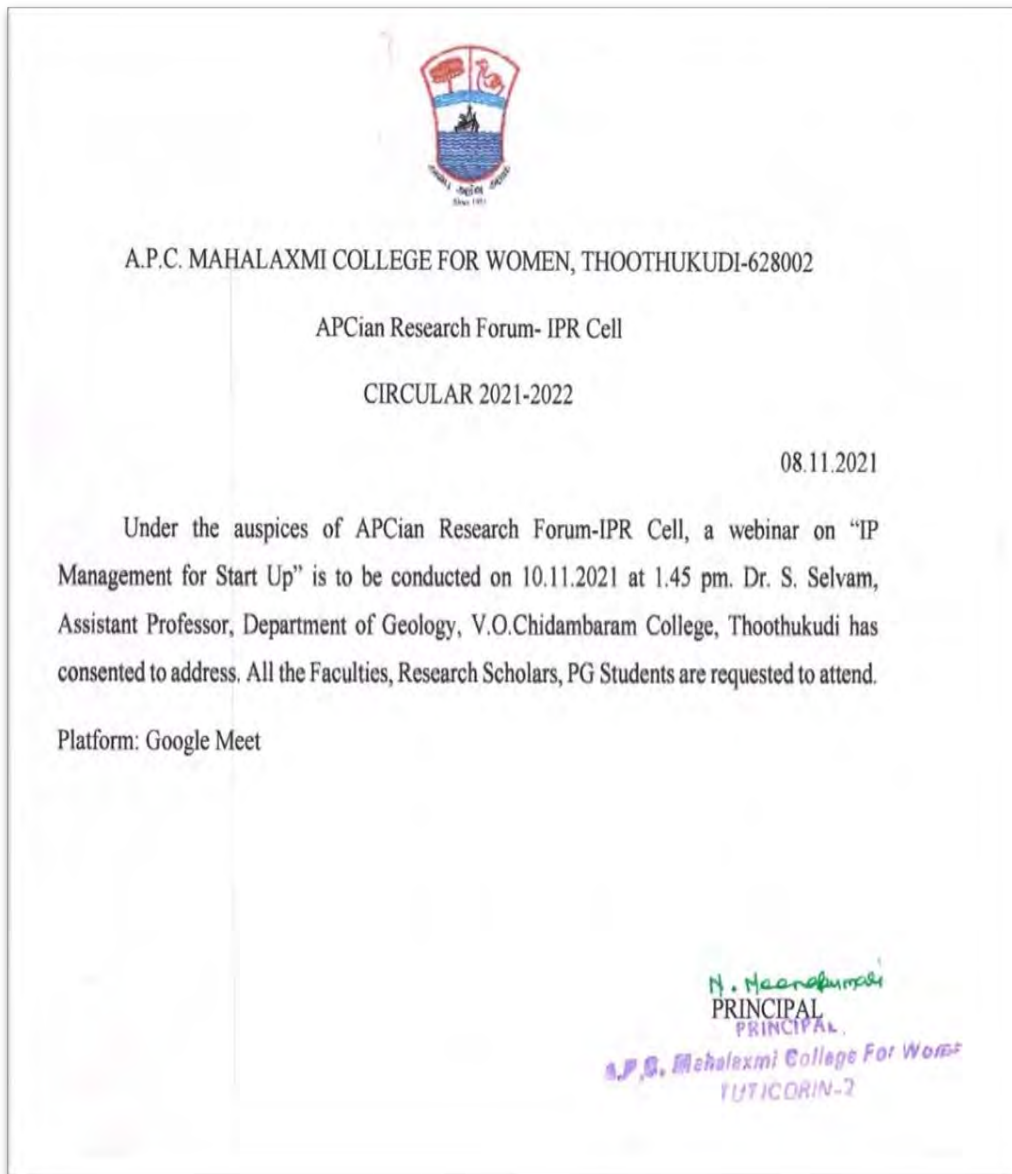 Since 1951
A.P.C. MAHALAXMI COLLEGE FOR WOMEN, THOOTHUKUDI-628002
APCian Research Forum- IPR Cell
CIRCULAR 2021-2022
08.11.2021
Under the auspices of APCian Research Forum-IPR Cell, a webinar on “IP
Management for Start Up” is to be conducted on 10.11.2021 at 1.45 pm. Dr. S. Selvam,
Assistant Professor, Department of Geology, V.O.Chidambaram College, Thoothukudi has
consented to address. All the Faculties, Research Scholars, PG Students are requested to attend.
Platform: Google Meet
N. Meenakumari
PRINCIPAL
PRINCIPAL.
A.P.C. Mahalaxmi College For Wome
TUTICORIN-2